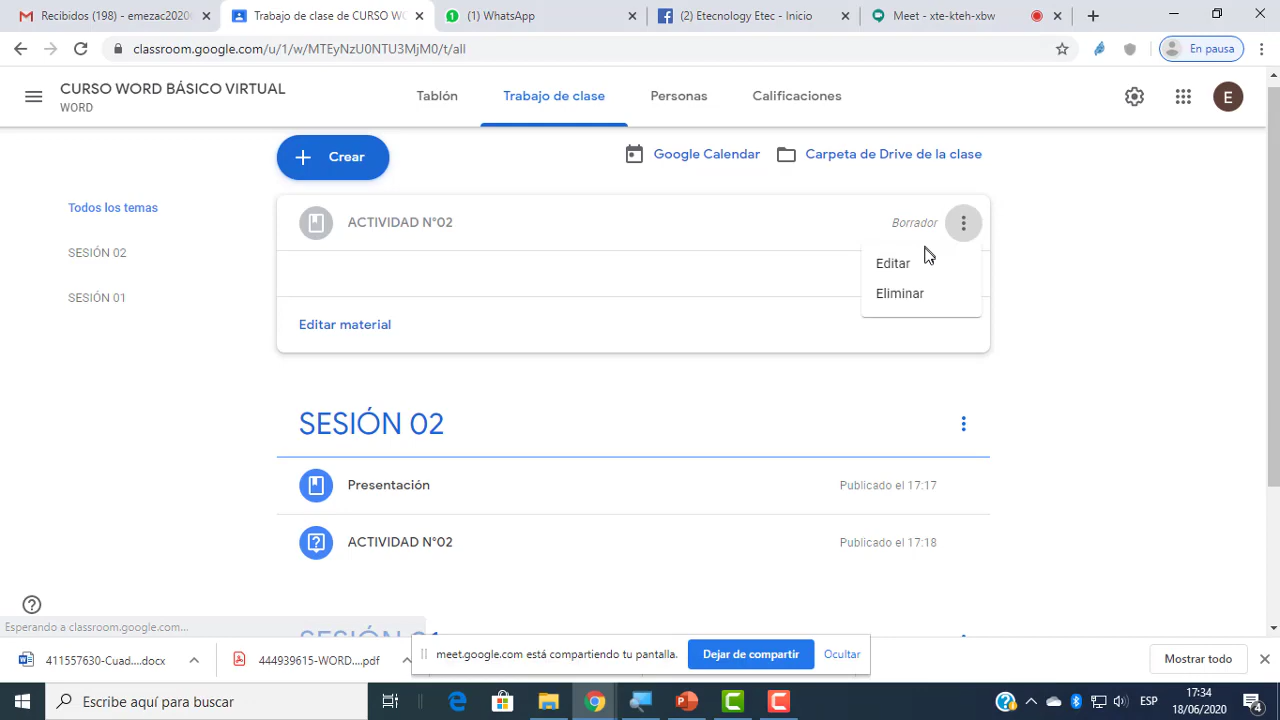 Recibidos (198) - emezac2020
Trabajo de clase de CURSO WO
(1) WhatsApp
(2) Etecnology Etec - Inicio
Meet - xte-kteh-xbw
classroom.google.com/u/1/w/MTEyNzU0NTU3MjM0/t/all
En pausa
CURSO WORD BÁSICO VIRTUAL
WORD
Tablón
Trabajo de clase
Personas
Calificaciones
E
Crear
Google Calendar
Carpeta de Drive de la clase
Todos los temas
SESIÓN 02
SESIÓN 01
ACTIVIDAD N°02
Borrador
Editar
Eliminar
Editar material
SESIÓN 02
Presentación
Publicado el 17:17
ACTIVIDAD N°02
Publicado el 17:18
SESIÓN 01
Esperando a classroom.google.com...
411557630-Cuad....docx
444939615-WORD....pdf
meet.google.com está compartiendo tu pantalla.
Dejar de compartir
Ocultar
Mostrar todo
Escribe aquí para buscar
ESP
17:34
18/06/2020
4